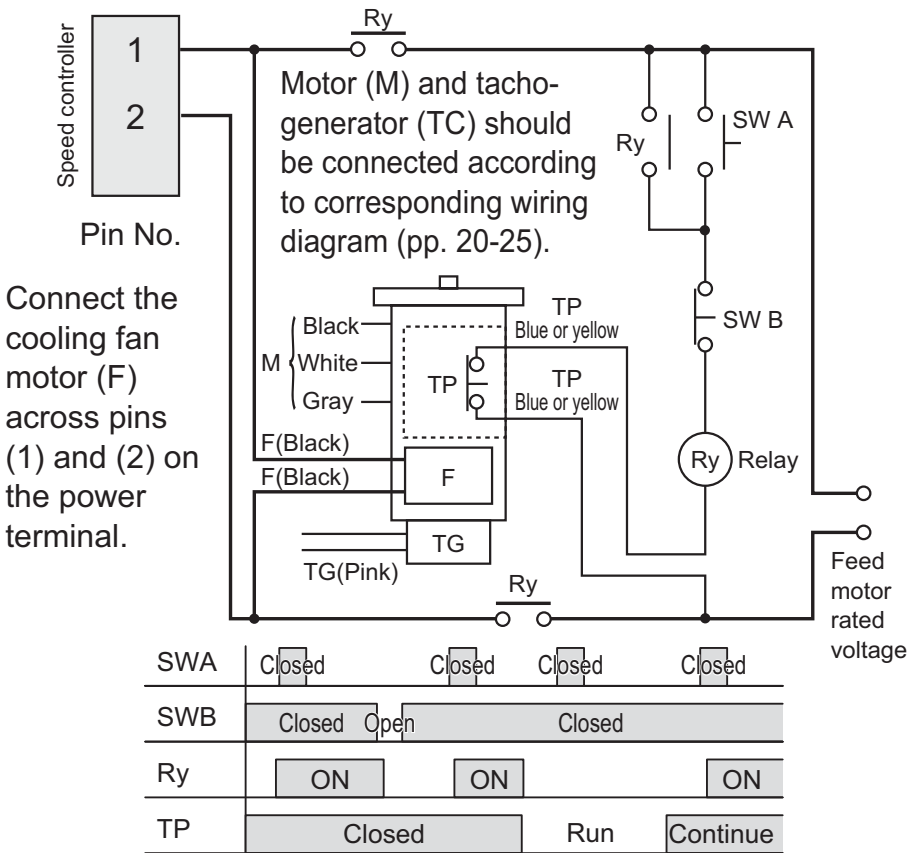 Speed controller
1
2
Pin No.
Ry
Motor (M) and tacho-
generator (TC) should
be connected according
to corresponding wiring
diagram (pp. 20-25).
Ry
SW A
SW B
Ry
Relay
Connect the
cooling fan
motor (F)
across pins
(1) and (2) on
the power
terminal.
Black
M
White
Gray
F(Black)
F(Black)
TP
TP
Blue or yellow
TP
Blue or yellow
F
TG
TG(Pink)
Ry
Feed
motor
rated
voltage
SWA Closed Closed Closed Closed
SWB Closed Open Closed
Ry ON ON ON
TP Closed Run Continue